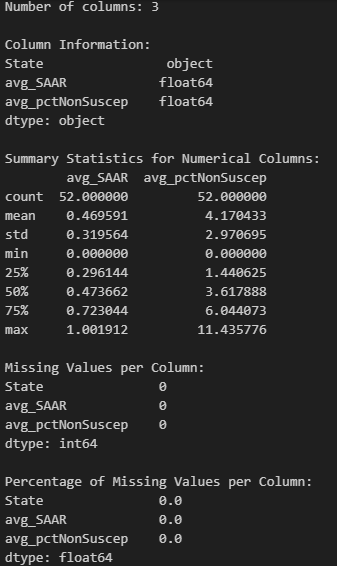 Number of columns: 3
Column Information:
State                object
avg_SAAR            float64
avg_pctNonSuscep    float64
dtype: object
Summary Statistics for Numerical Columns:
        avg_SAAR  avg_pctNonSuscep
count  52.000000         52.000000
mean    0.469591          4.170433
std     0.319564          2.970695
min     0.000000          0.000000
25%     0.296144          1.440625
50%     0.473662          3.617888
75%     0.723044          6.044073
max     1.001912         11.435776
Missing Values per Column:
State               0
avg_SAAR            0
avg_pctNonSuscep    0
dtype: int64
Percentage of Missing Values per Column:
State               0.0
avg_SAAR            0.0
avg_pctNonSuscep    0.0
dtype: float64